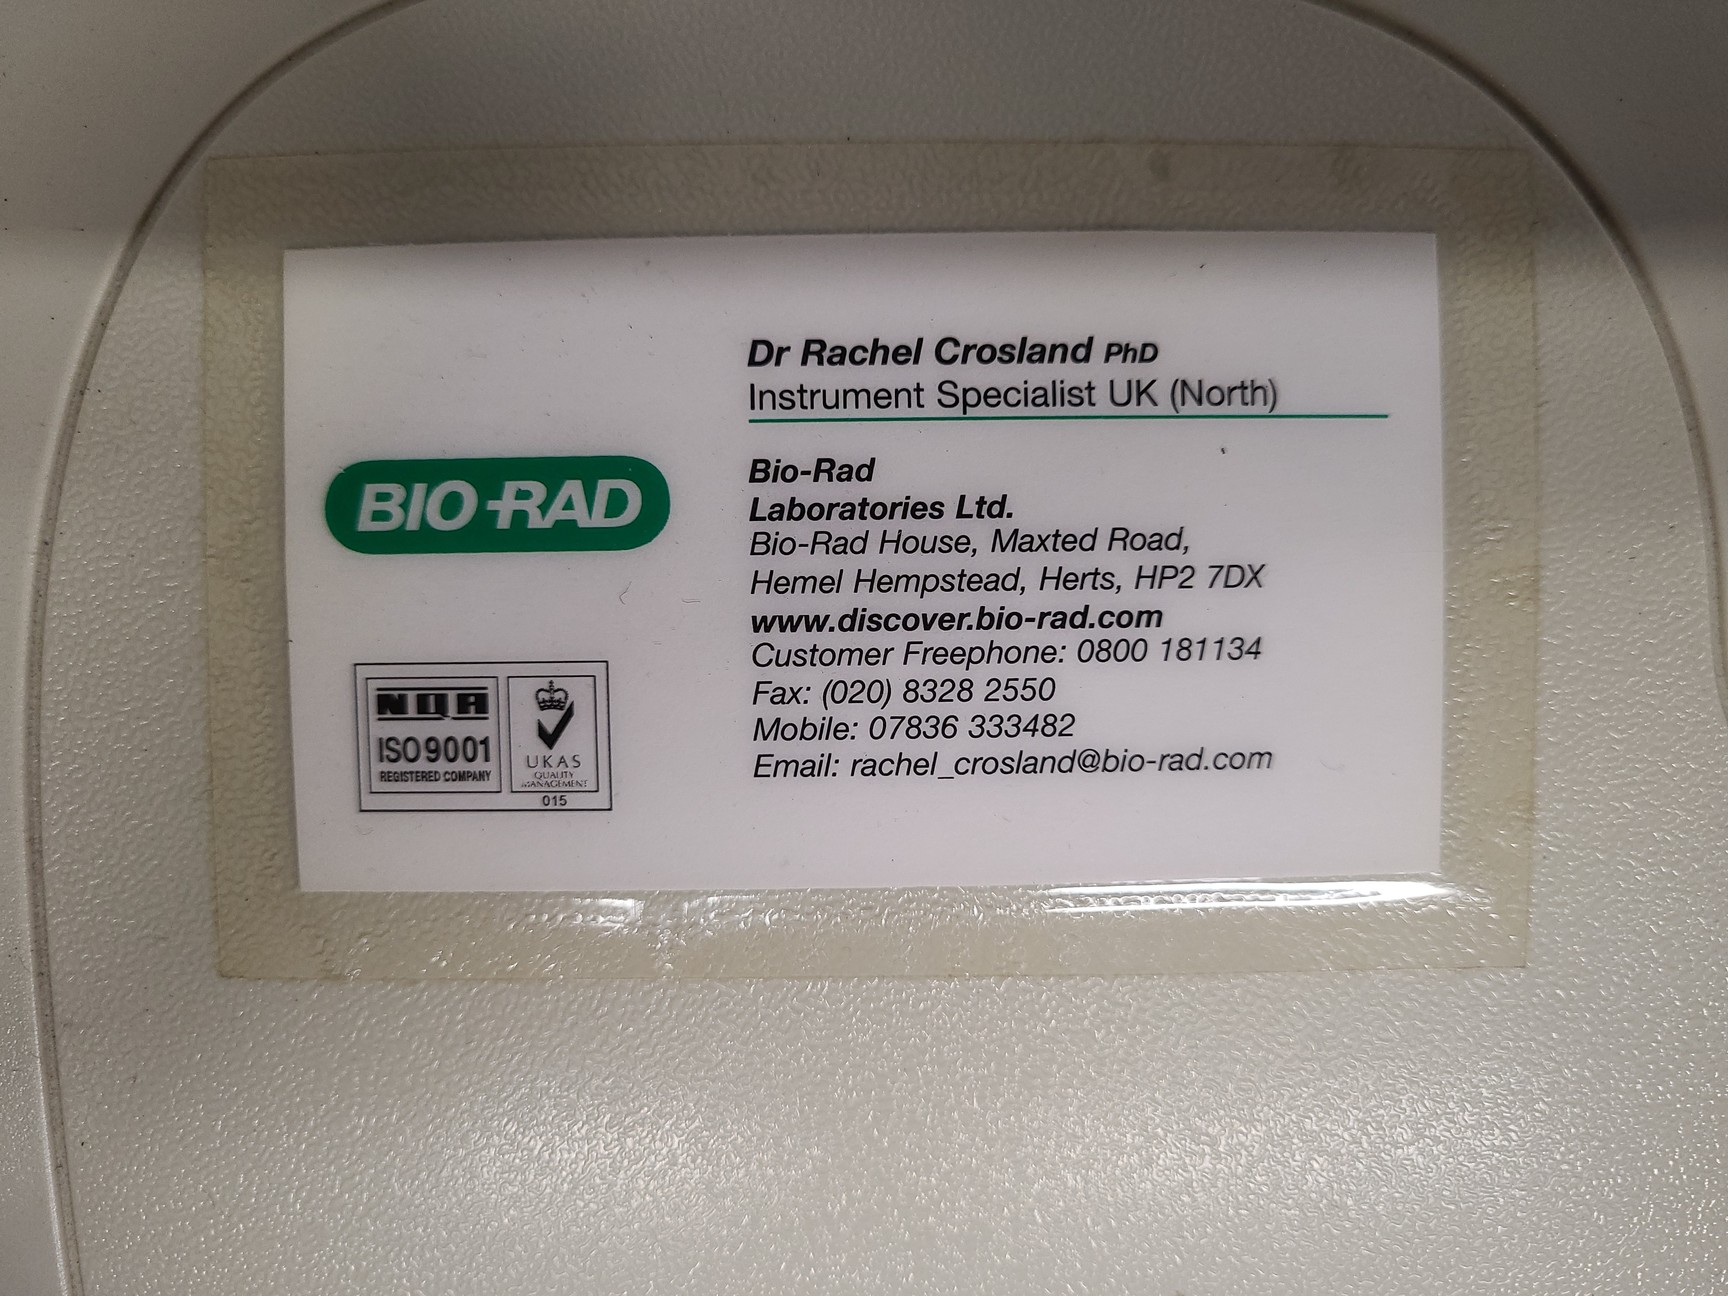 Dr Rachel Crosland PhD
Instrument Specialist UK (North)
BIO-RAD
Bio-Rad
Laboratories Ltd.
Bio-Rad House, Maxted Road,
Hemel Hempstead, Herts, HP2 7DX
www.discover.bio-rad.com
Customer Freephone: 0800 181134
Fax: (020) 8328 2550
Mobile: 07836 333482
Email: rachel_crosland@bio-rad.com
NQA
ISO9001
REGISTERED COMPANY
UKAS
QUALITY
MANAGEMENT
015